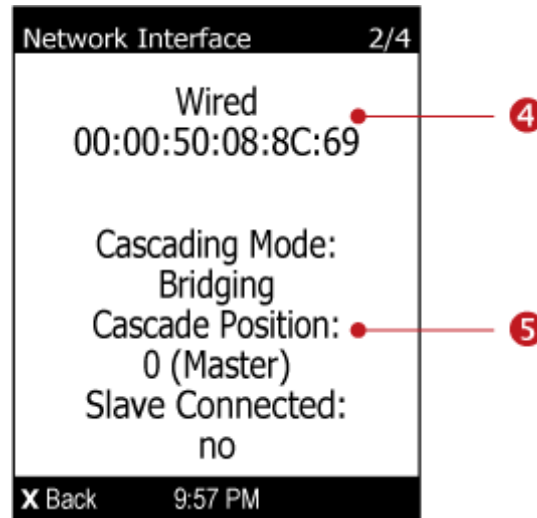 Network Interface 2/4
Wired
00:00:50:08:8C:69
4
Cascading Mode:
Bridging
Cascade Position:
5
0 (Master)
Slave Connected:
no
X Back 9:57 PM